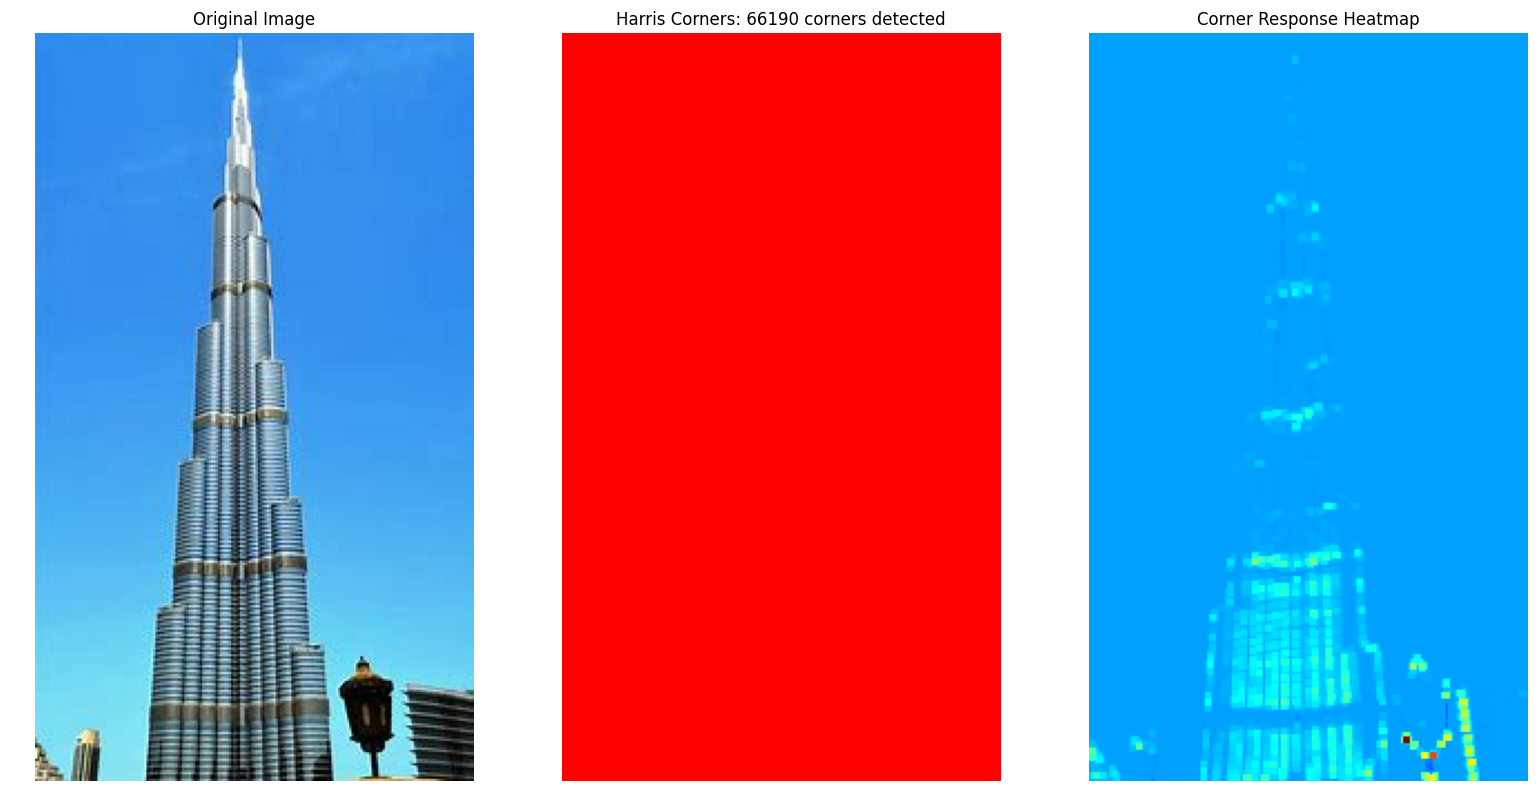 Original Image
Harris Corners: 66190 corners detected
Corner Response Heatmap